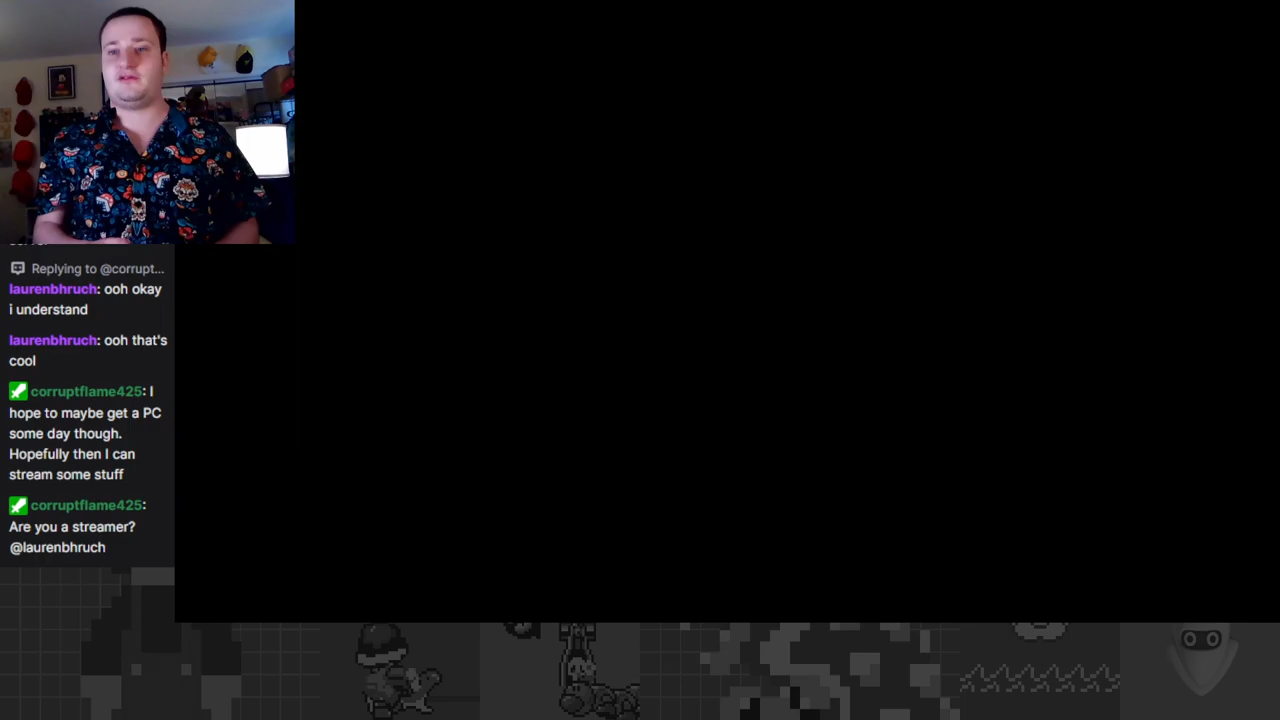 Replying to @corrupt...
laurenbhruch: ooh okay
i understand
laurenbhruch: ooh that's
cool
corruptflame425: I
hope to maybe get a PC
some day though.
Hopefully then I can
stream some stuff
corruptflame425:
Are you a streamer?
@laurenbhruch